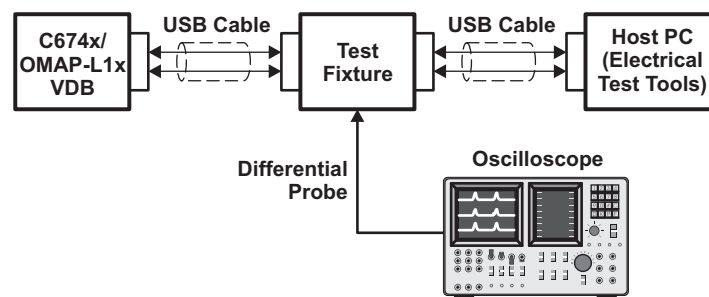 C674x/
OMAP-L1x
VDB
USB Cable
Test
Fixture
USB Cable
Host PC
(Electrical
Test Tools)
Differential
Probe
Oscilloscope